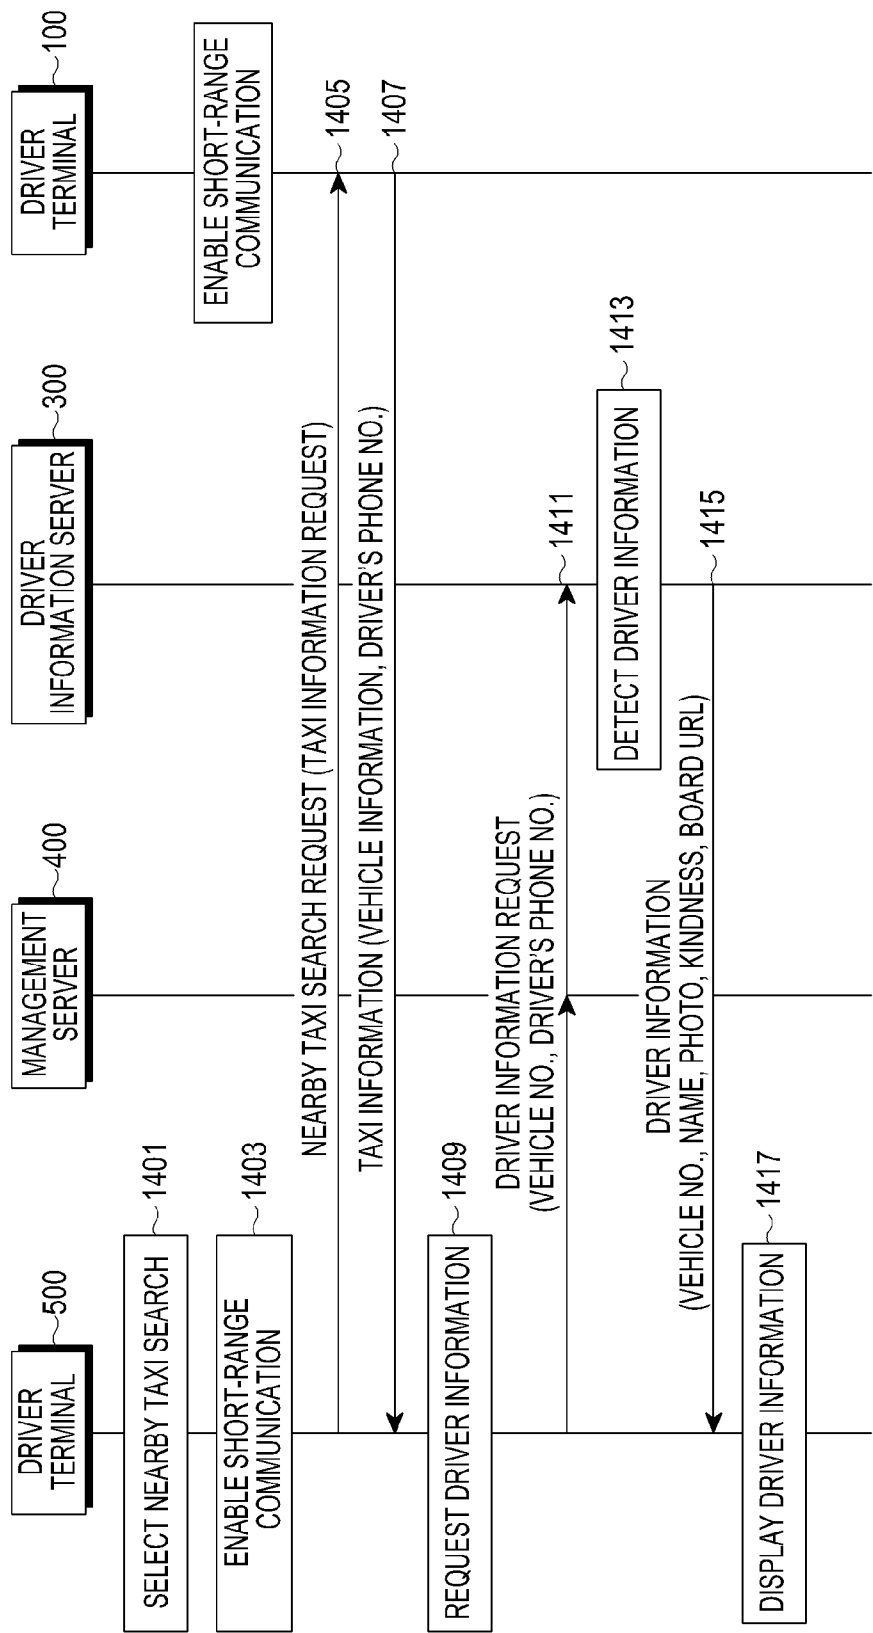 DRIVER
TERMINAL
500
MANAGEMENT
SERVER
400
DRIVER
INFORMATION SERVER
300
DRIVER
TERMINAL
100
SELECT NEARBY TAXI SEARCH
1401
ENABLE SHORT-RANGE
COMMUNICATION
1403
ENABLE SHORT-RANGE
COMMUNICATION
NEARBY TAXI SEARCH REQUEST (TAXI INFORMATION REQUEST)
1405
TAXI INFORMATION (VEHICLE INFORMATION, DRIVER'S PHONE NO.)
1407
REQUEST DRIVER INFORMATION
1409
DRIVER INFORMATION REQUEST
(VEHICLE NO., DRIVER'S PHONE NO.)
1411
DETECT DRIVER INFORMATION
1413
DRIVER INFORMATION
(VEHICLE NO., NAME, PHOTO, KINDNESS, BOARD URL)
1415
DISPLAY DRIVER INFORMATION
1417